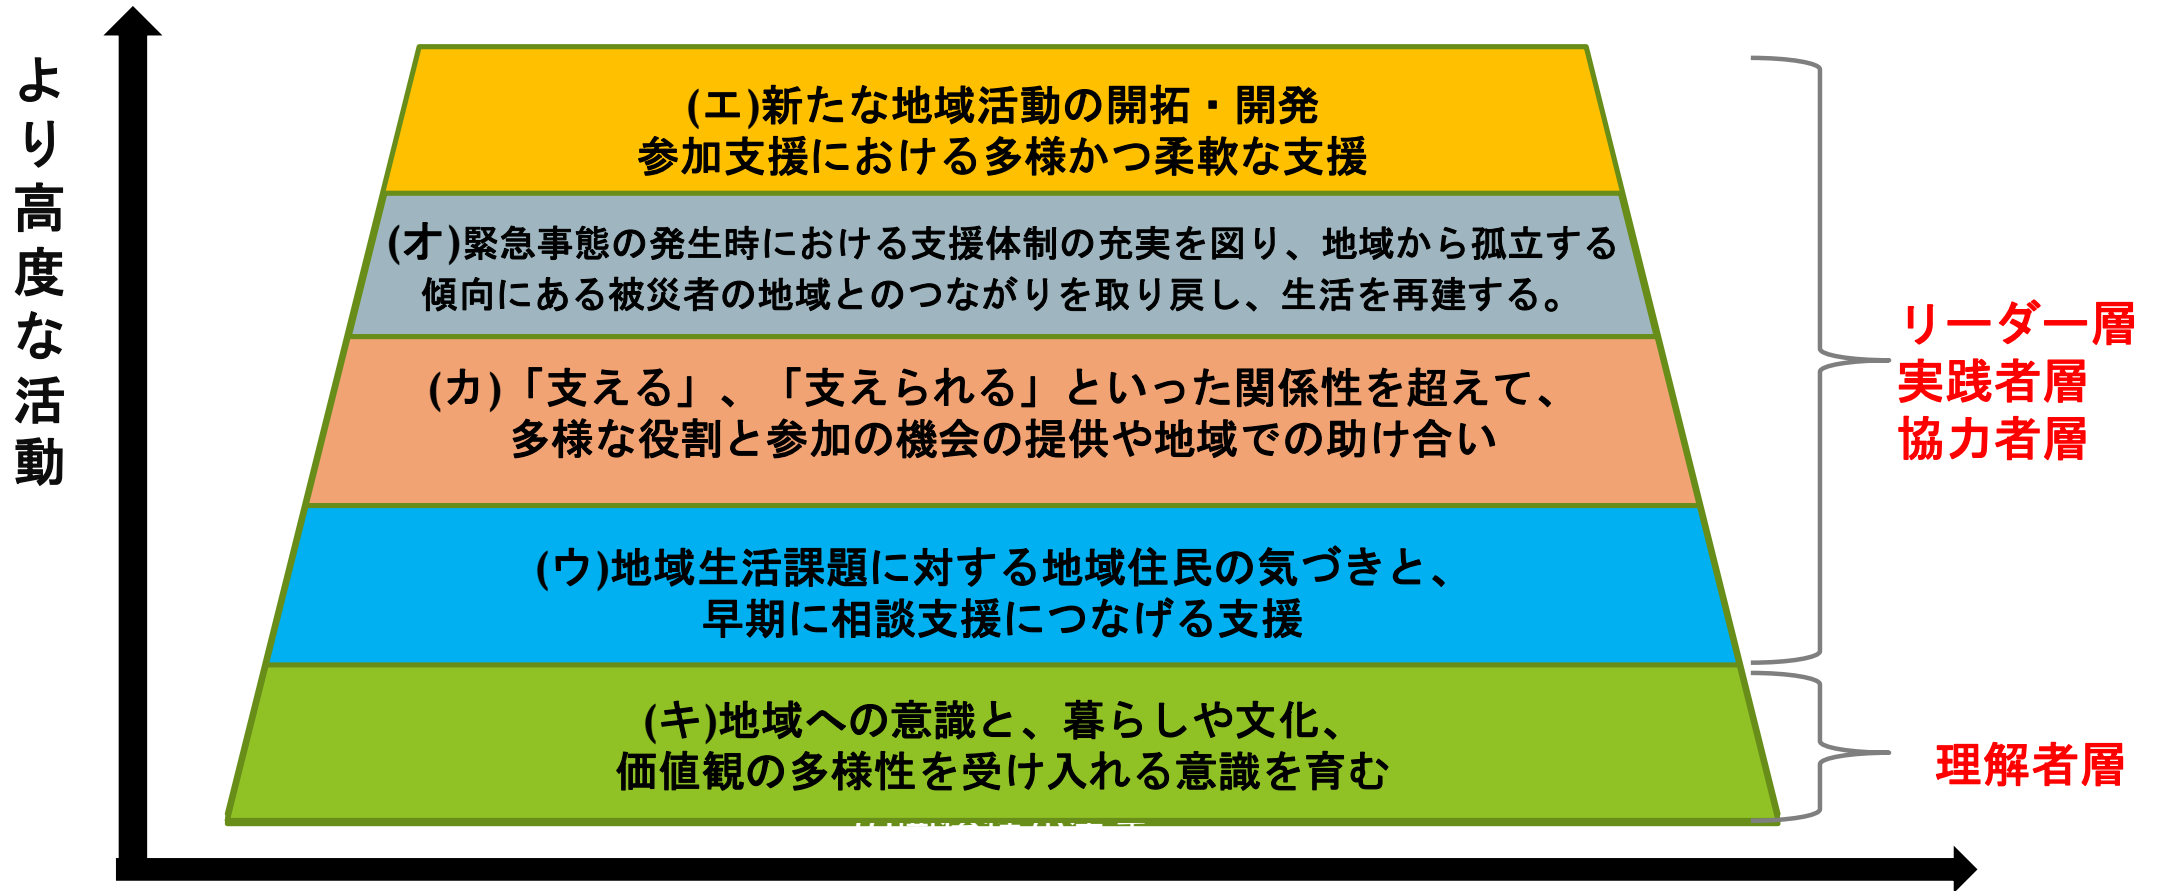 より高度な活動
(エ)新たな地域活動の開拓・開発
参加支援における多様かつ柔軟な支援
(オ)緊急事態の発生時における支援体制の充実を図り、地域から孤立する
傾向にある被災者の地域とのつながりを取り戻し、生活を再建する。
(カ)「支える」、「支えられる」といった関係性を超えて、
多様な役割と参加の機会の提供や地域での助け合い
(ウ)地域生活課題に対する地域住民の気づきと、
早期に相談支援につなげる支援
(キ)地域への意識と、暮らしや文化、
価値観の多様性を受け入れる意識を育む
リーダー層
実践者層
協力者層
理解者層